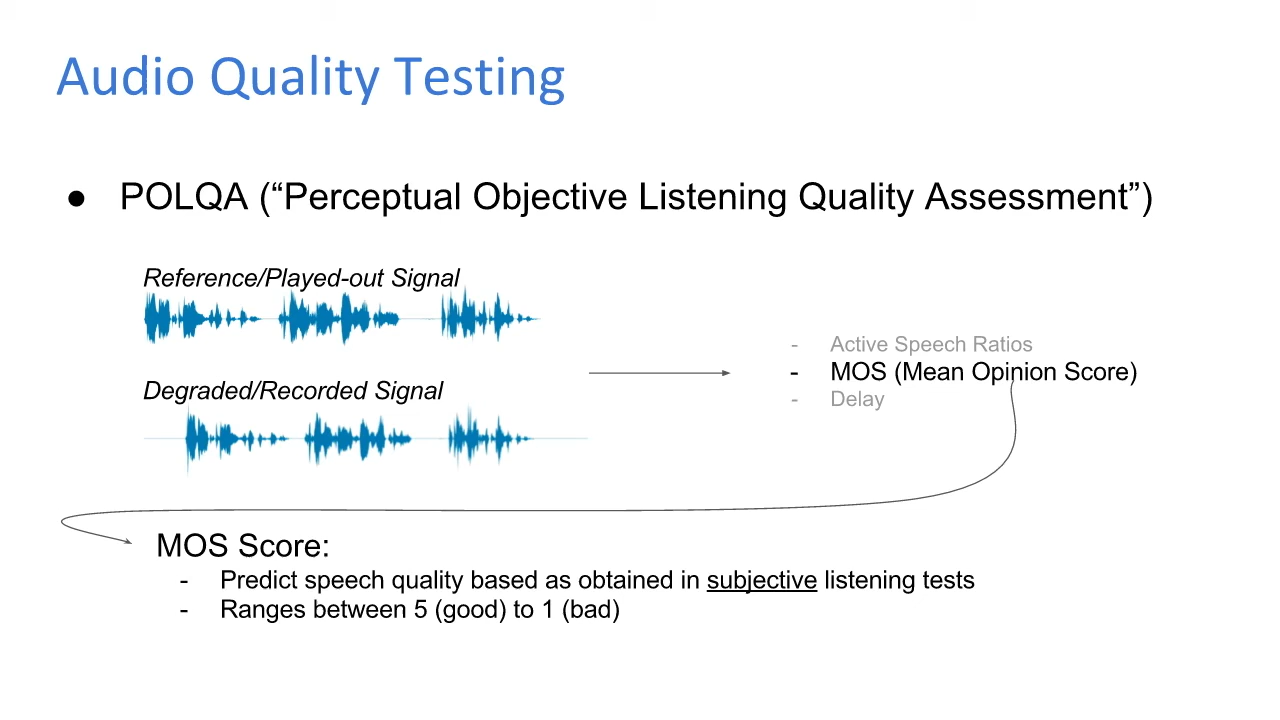 Audio Quality Testing
● POLQA (“Perceptual Objective Listening Quality Assessment”)
Reference/Played-out Signal
Degraded/Recorded Signal
- Active Speech Ratios
- MOS (Mean Opinion Score)
- Delay
MOS Score:
- Predict speech quality based as obtained in subjective listening tests
- Ranges between 5 (good) to 1 (bad)